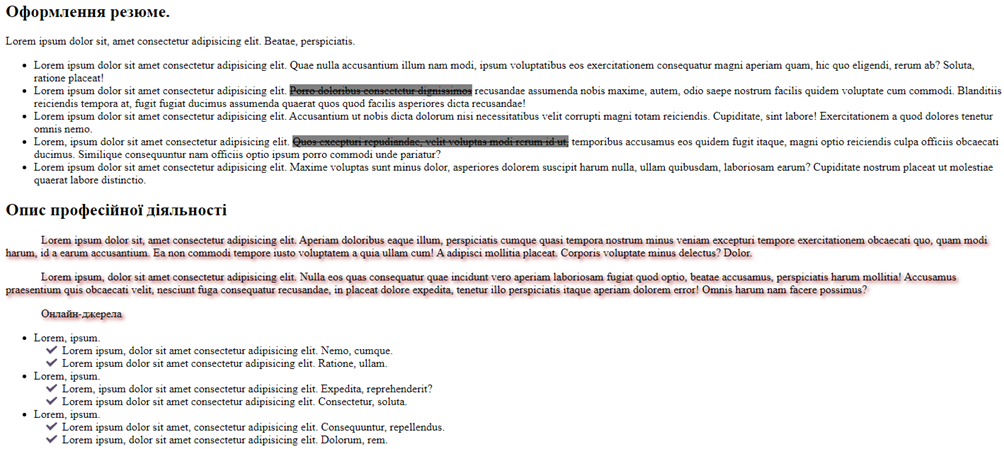 Оформлення резюме.
Lorem ipsum dolor sit, amet consectetur adipisicing elit. Beatae, perspiciatis.
Lorem ipsum dolor sit amet consectetur adipisicing elit. Quae nulla accusantium illum nam modi, ipsum voluptatibus eos exercitationem consequatur magni aperiam quam, hic quo eligendi, rerum ab? Soluta,
ratione placeat!
Lorem ipsum dolor sit amet consectetur adipisicing elit. Porro doloribus consectetur dignissimos recusandae assumenda nobis maxime, autem, odio saepe nostrum facilis quidem voluptate cum commodi. Blanditiis
reiciendis tempora at, fugit fugiat ducimus assumenda quaerat quos quod facilis asperiores dicta recusandae!
Lorem ipsum dolor sit amet consectetur adipisicing elit. Accusantium ut nobis dicta dolorum nisi necessitatibus velit corrupti magni totam reiciendis. Cupiditate, sint labore! Exercitationem a quod dolores tenetur
omnis nemo.
Lorem, ipsum dolor sit amet consectetur adipisicing elit. Quos excepturi repudiandae, velit voluptas modi rerum id ut, temporibus accusamus eos quidem fugit itaque, magni optio reiciendis culpa officiis obcaecati
ducimus. Similique consequuntur nam officiis optio ipsum porro commodi unde pariatur?
Lorem ipsum dolor sit amet consectetur adipisicing elit. Maxime voluptas sunt minus dolor, asperiores dolorem suscipit harum nulla, ullam quibusdam, laboriosam earum? Cupiditate nostrum placeat ut molestiae
quaerat labore distinctio.
Опис професійної діяльності
Lorem ipsum dolor sit, amet consectetur adipisicing elit. Aperiam doloribus eaque illum, perspiciatis cumque quasi tempora nostrum minus veniam excepturi tempore exercitationem obcaecati quo, quam modi
harum, id a earum accusantium. Ea non commodi tempore iusto voluptatem a quia ullam cum! A adipisci mollitia placeat. Corporis voluptate minus delectus? Dolor.
Lorem ipsum, dolor sit amet consectetur adipisicing elit. Nulla eos quas consequatur quae incidunt vero aperiam laboriosam fugiat quod optio, beatae accusamus, perspiciatis harum mollitia! Accusamus
praesentium quis obcaecati velit, nesciunt fuga consequatur recusandae, in placeat dolore expedita, tenetur illo perspiciatis itaque aperiam dolorem error! Omnis harum nam facere possimus?
Онлайн-джерела
Lorem, ipsum.
Lorem ipsum, dolor sit amet consectetur adipisicing elit. Nemo, cumque.
Lorem ipsum dolor sit amet consectetur adipisicing elit. Ratione, ullam.
Lorem, ipsum.
Lorem ipsum dolor sit amet consectetur adipisicing elit. Expedita, reprehenderit?
Lorem ipsum dolor sit amet consectetur adipisicing elit. Consectetur, soluta.
Lorem, ipsum.
Lorem ipsum dolor sit amet, consectetur adipisicing elit. Consequuntur, repellendus.
Lorem ipsum dolor sit amet consectetur adipisicing elit. Dolorum, rem.